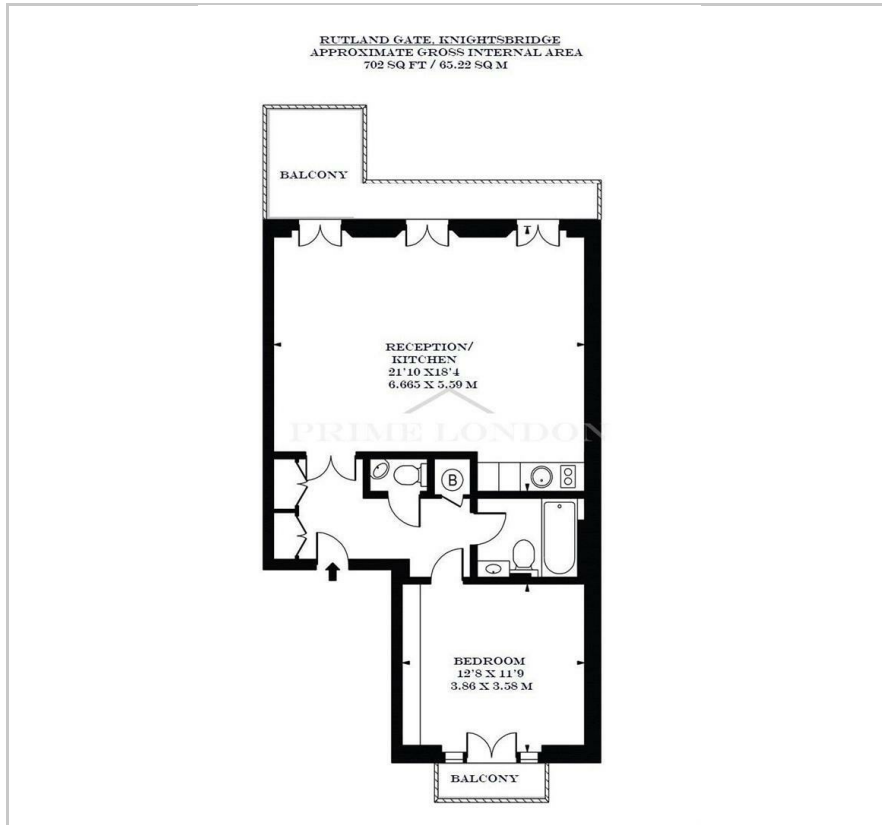 RUTLAND GATE, KNIGHTSBRIDGE
APPROXIMATE GROSS INTERNAL AREA
702 SQ FT / 65.22 SQ M
BALCONY
RECEPTION/
KITCHEN
21'10 X18'4
6.665 X 5.59 M
PRIME LONDON
B
BEDROOM
12'8 X 11'9
3.86 X 3.58 M
BALCONY